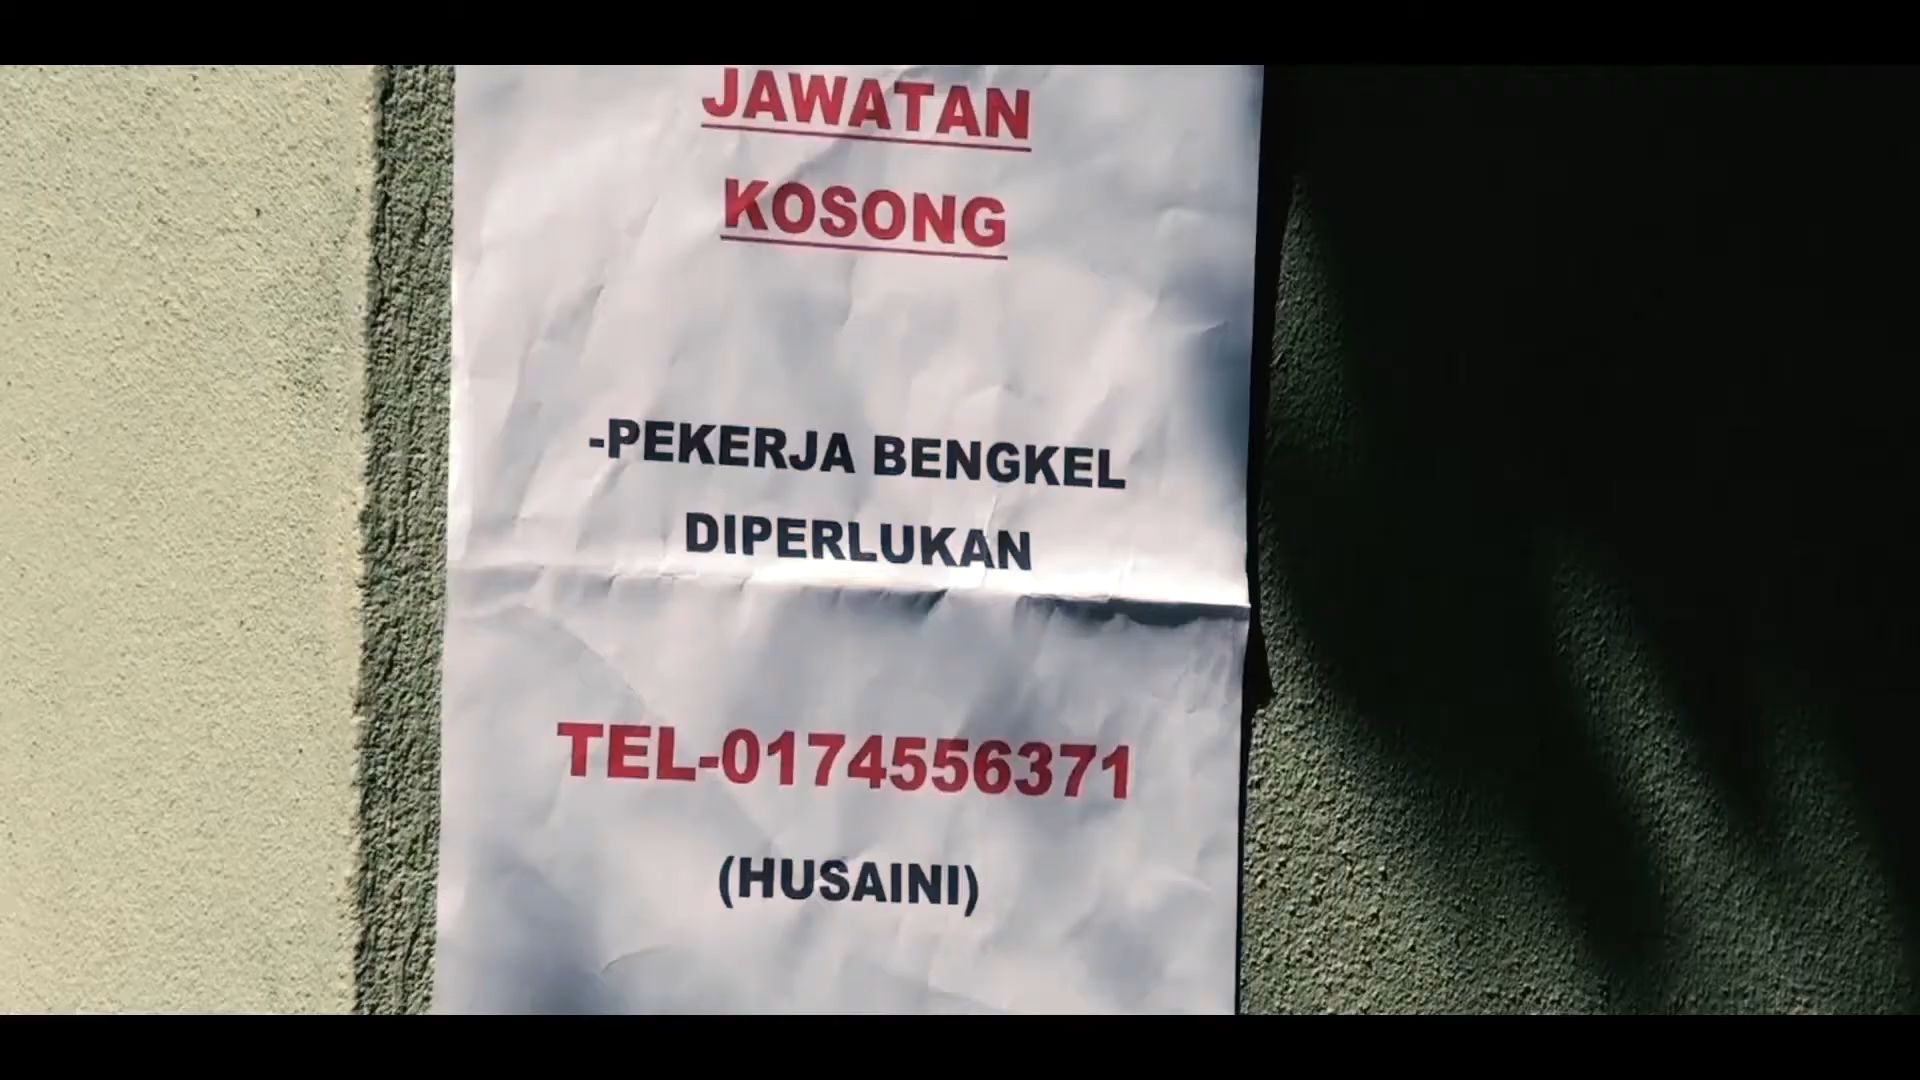 JAWATAN
KOSONG
-PEKERJA BENGKEL
DIPERLUKAN
TEL-0174556371
(HUSAINI)